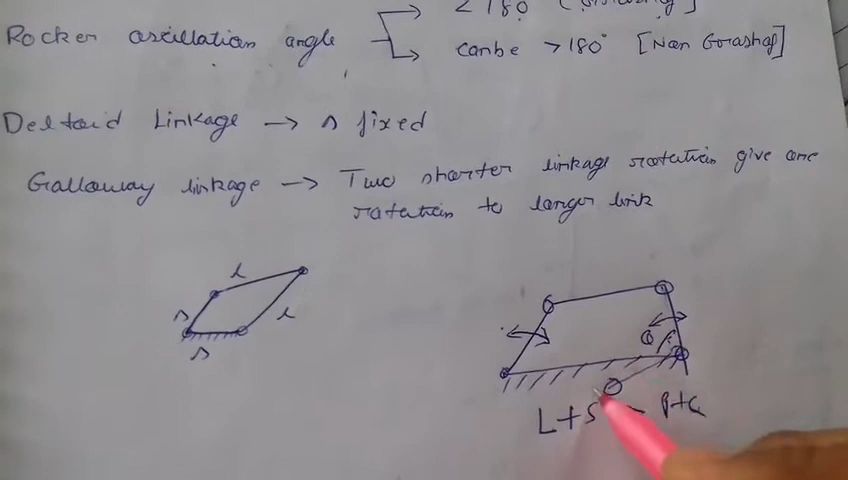 < 180
Rocker oscillation angle
can be > 180° [Non Grashof]
Deltoid Linkage → s fixed
Galloway linkage → Two shorter linkage rotation give one
rotation to longer link
l
s
l
s
θ
L+S
P+Q